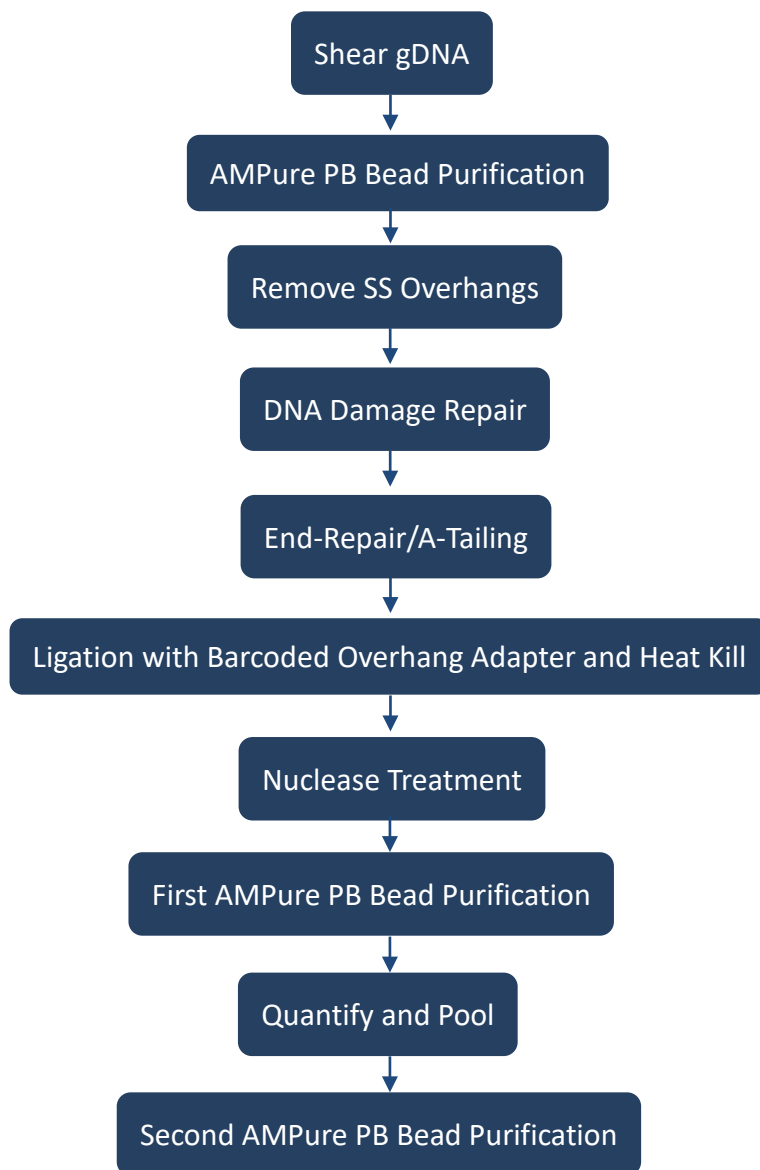 Shear gDNA
AMPure PB Bead Purification
Remove SS Overhangs
DNA Damage Repair
End-Repair/A-Tailing
Ligation with Barcoded Overhang Adapter and Heat Kill
Nuclease Treatment
First AMPure PB Bead Purification
Quantify and Pool
Second AMPure PB Bead Purification